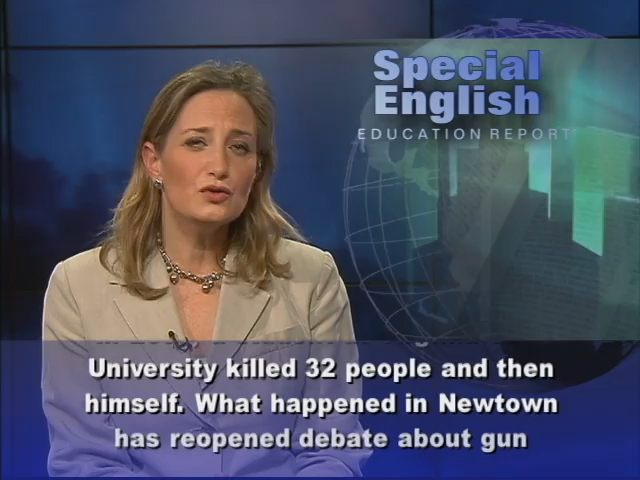 Special
English
EDUCATION REPORT
University killed 32 people and then
himself. What happened in Newtown
has reopened debate about gun